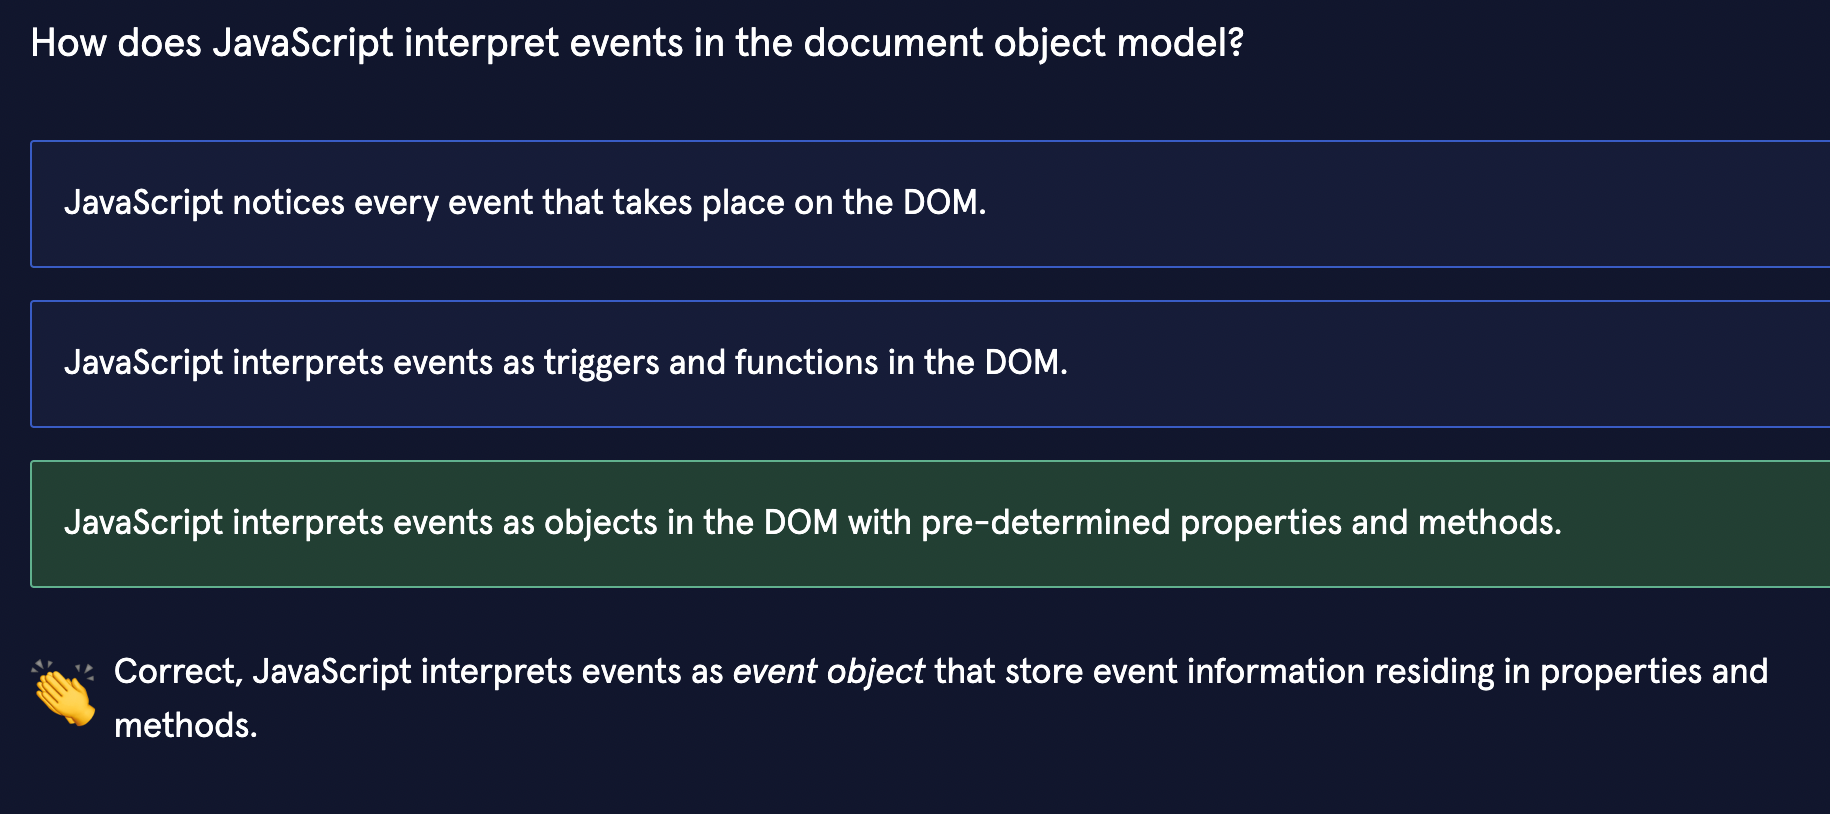 How does JavaScript interpret events in the document object model?
JavaScript notices every event that takes place on the DOM.
JavaScript interprets events as triggers and functions in the DOM.
JavaScript interprets events as objects in the DOM with pre-determined properties and methods.
Correct, JavaScript interprets events as event object that store event information residing in properties and
methods.